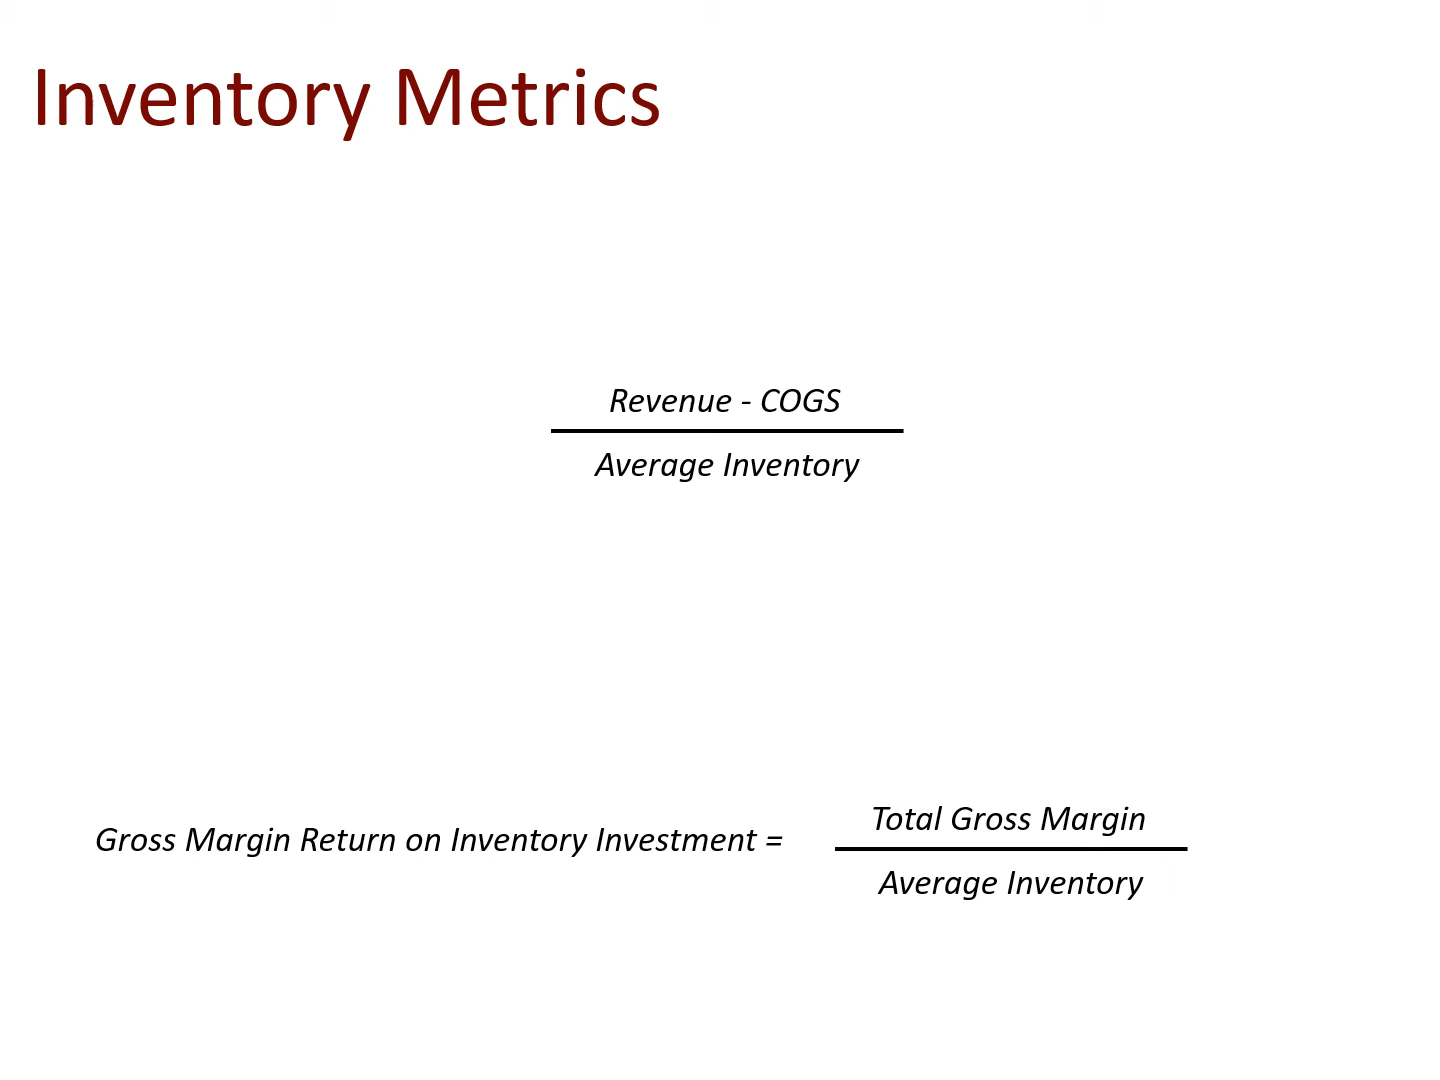 Inventory Metrics
Revenue - COGS
Average Inventory
Gross Margin Return on Inventory Investment =
Total Gross Margin
Average Inventory